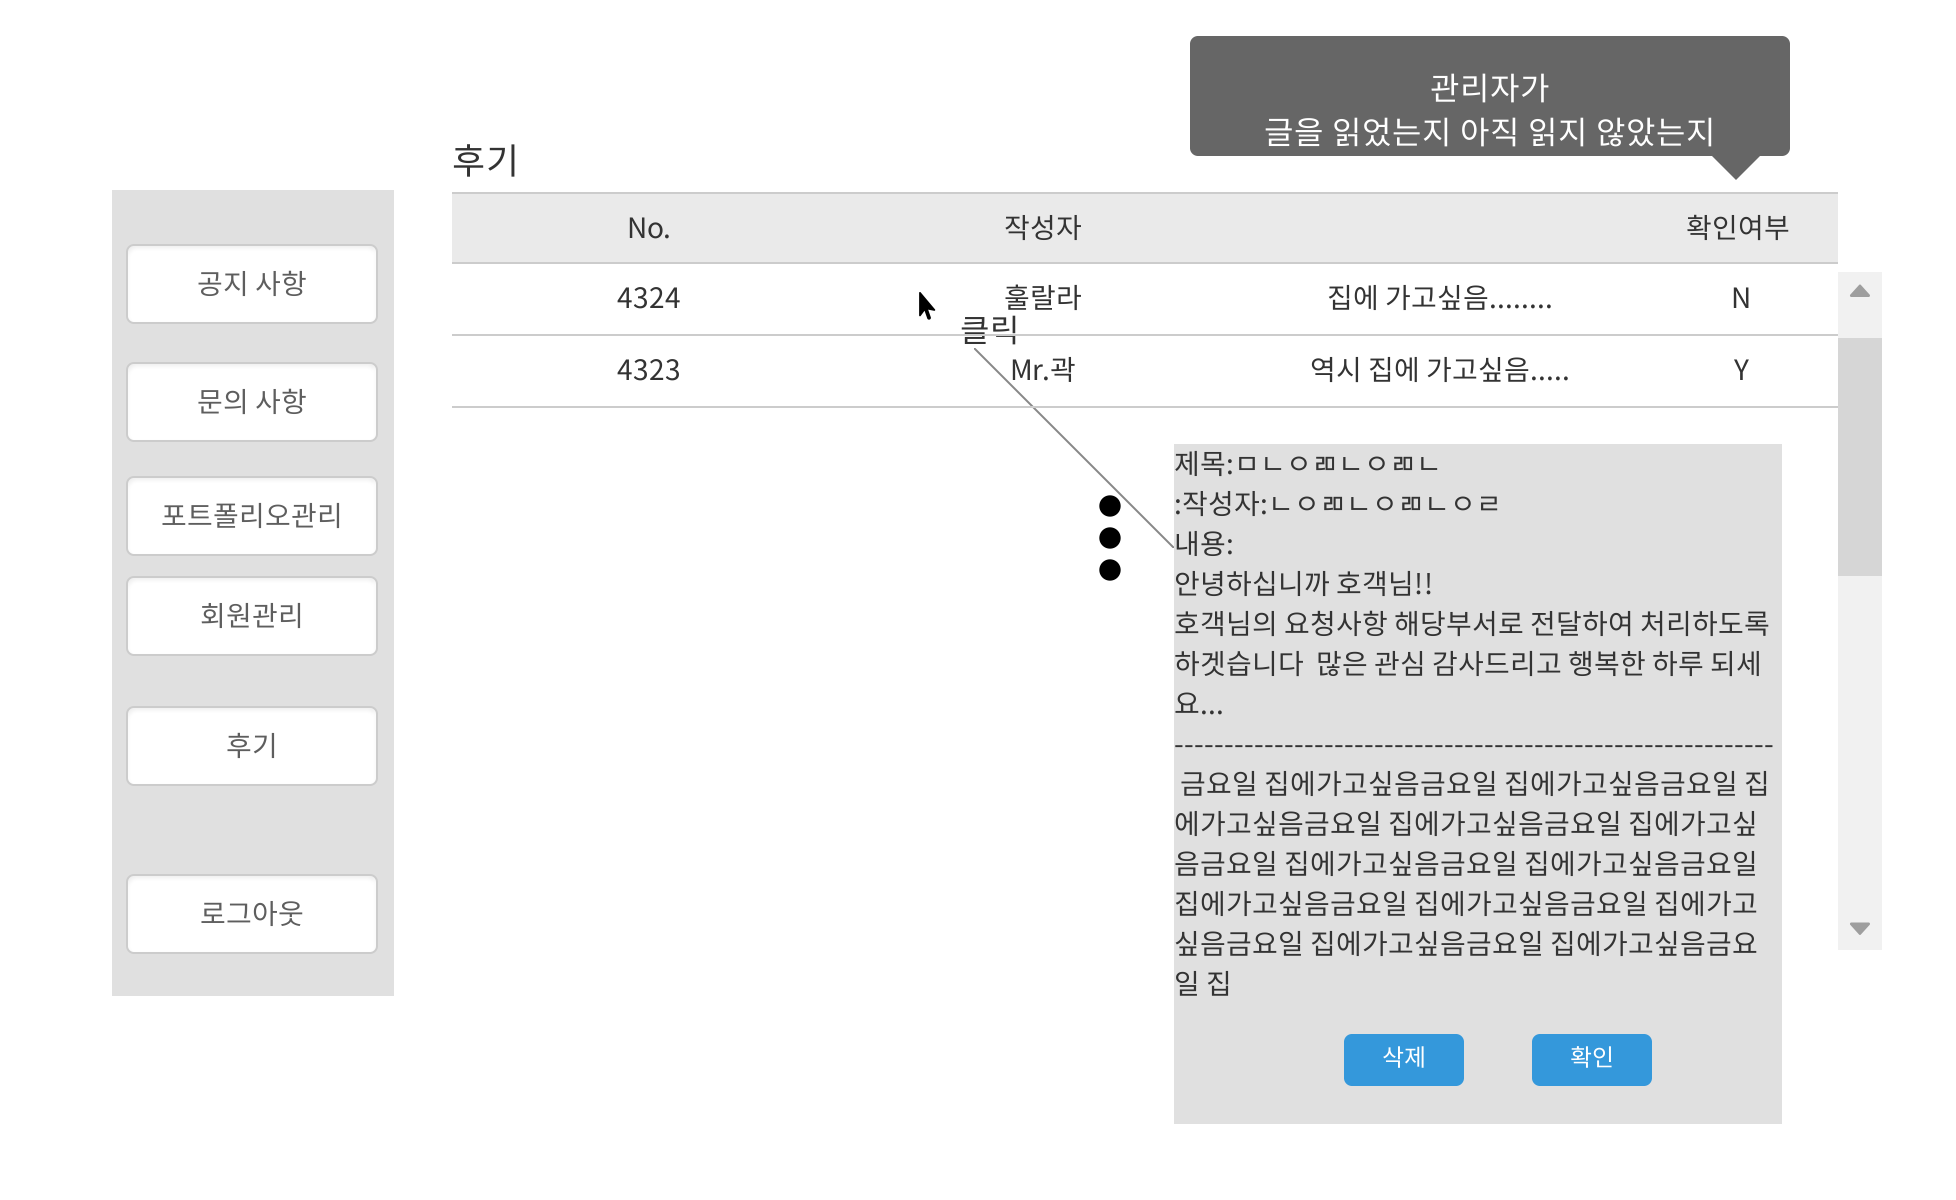 관리자가
글을 읽었는지 아직 읽지 않았는지
후기
No. 작성자 확인여부
4324 훌랄라 집에 가고싶음........ N
클릭
4323 Mr.곽 역시 집에 가고싶음..... Y
공지 사항
문의 사항
포트폴리오관리
회원관리
후기
로그아웃
제목:ㅁㄴㅇㄻㄴㅇㄻㄴ
:작성자:ㄴㅇㄻㄴㅇㄻㄴㅇㄹ
내용:
안녕하십니까 호객님!!
호객님의 요청사항 해당부서로 전달하여 처리하도록
하겟습니다  많은 관심 감사드리고 행복한 하루 되세
요...
------------------------------------------------------------
금요일 집에가고싶음금요일 집에가고싶음금요일 집
에가고싶음금요일 집에가고싶음금요일 집에가고싶
음금요일 집에가고싶음금요일 집에가고싶음금요일
집에가고싶음금요일 집에가고싶음금요일 집에가고
싶음금요일 집에가고싶음금요일 집에가고싶음금요
일 집
삭제 확인